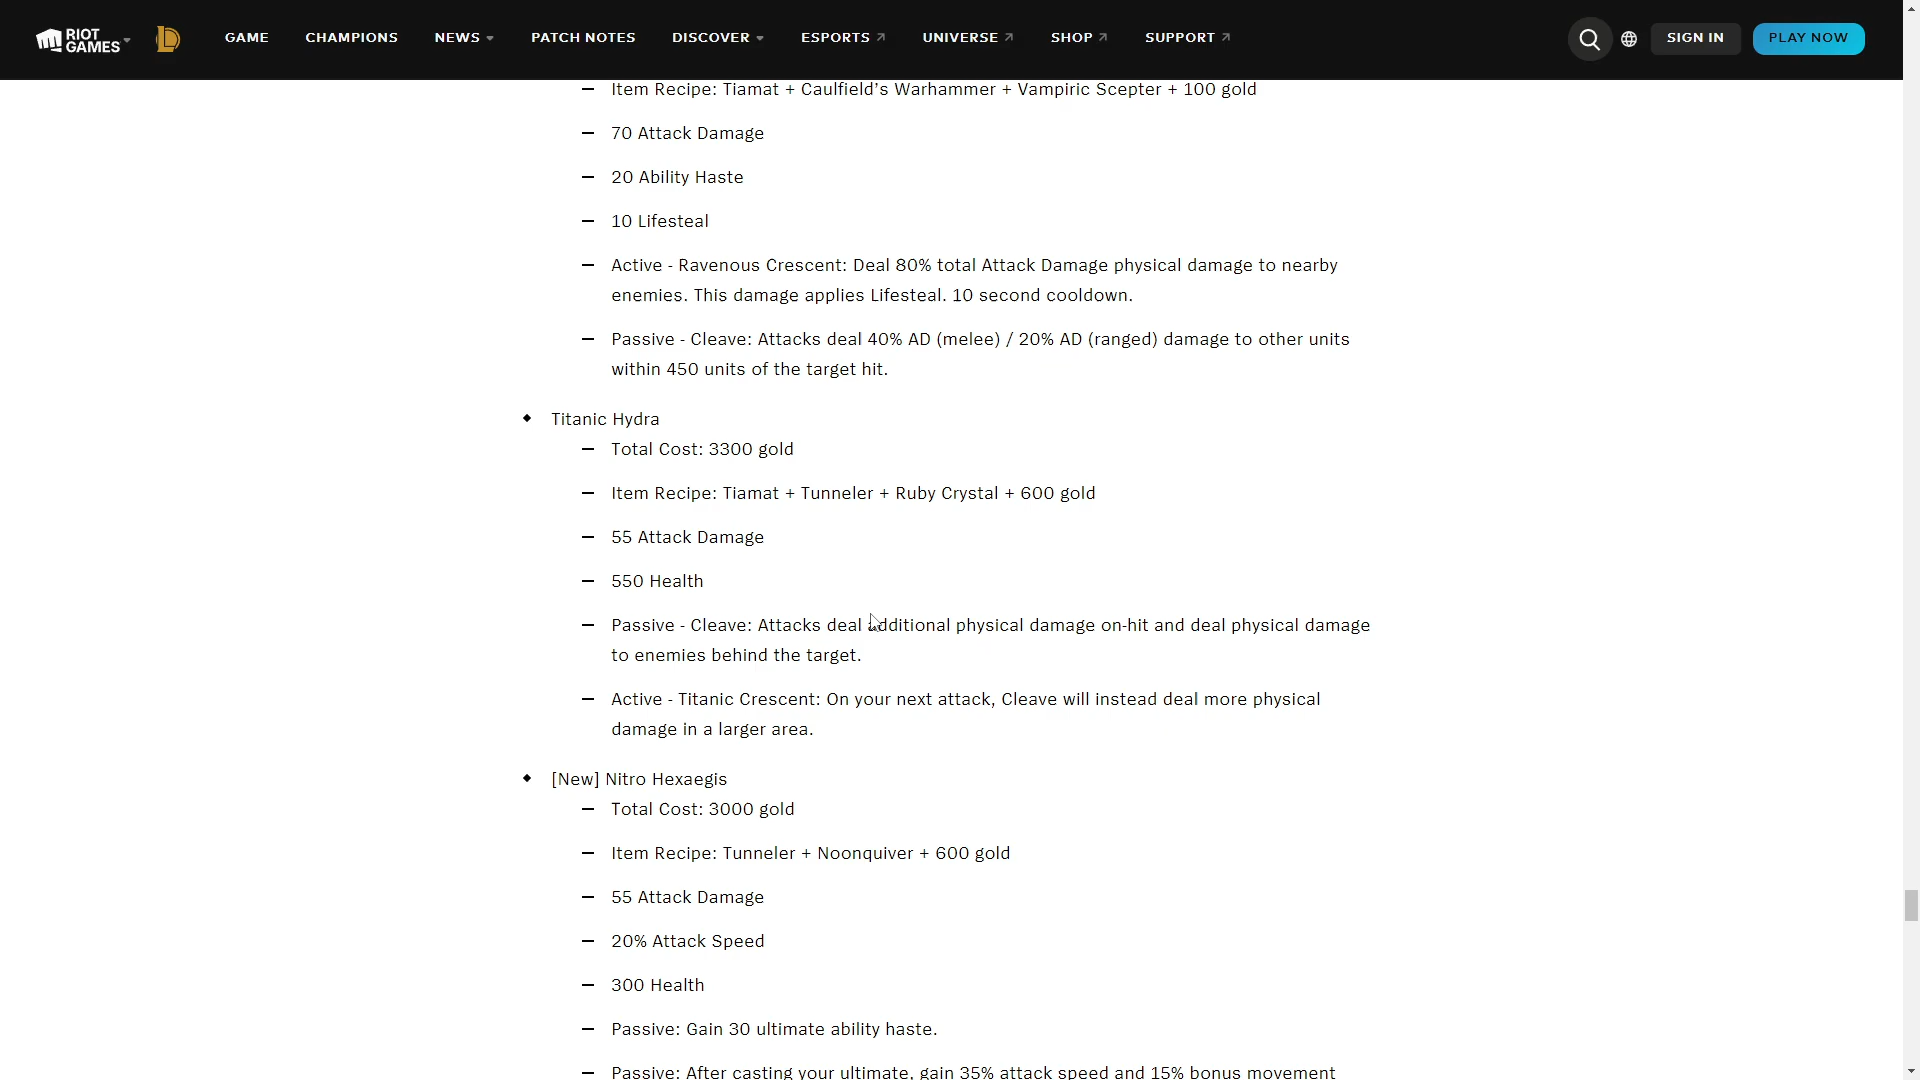 RIOT GAMES
GAME
CHAMPIONS
NEWS
PATCH NOTES
DISCOVER
ESPORTS
UNIVERSE
SHOP
SUPPORT
SIGN IN
PLAY NOW
Item Recipe: Tiamat + Caulfield’s Warhammer + Vampiric Scepter + 100 gold
70 Attack Damage
20 Ability Haste
10 Lifesteal
Active - Ravenous Crescent: Deal 80% total Attack Damage physical damage to nearby
enemies. This damage applies Lifesteal. 10 second cooldown.
Passive - Cleave: Attacks deal 40% AD (melee) / 20% AD (ranged) damage to other units
within 450 units of the target hit.
Titanic Hydra
Total Cost: 3300 gold
Item Recipe: Tiamat + Tunneler + Ruby Crystal + 600 gold
55 Attack Damage
550 Health
Passive - Cleave: Attacks deal additional physical damage on-hit and deal physical damage
to enemies behind the target.
Active - Titanic Crescent: On your next attack, Cleave will instead deal more physical
damage in a larger area.
[New] Nitro Hexaegis
Total Cost: 3000 gold
Item Recipe: Tunneler + Noonquiver + 600 gold
55 Attack Damage
20% Attack Speed
300 Health
Passive: Gain 30 ultimate ability haste.
Passive: After casting your ultimate, gain 35% attack speed and 15% bonus movement